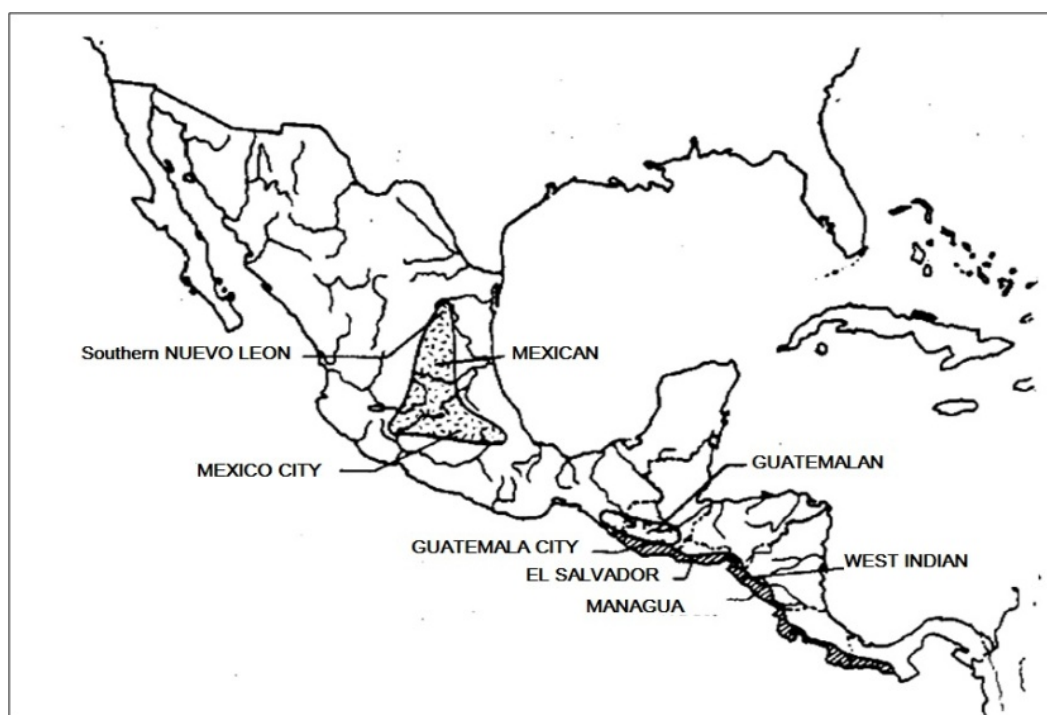 Southern NUEVO LEON
MEXICAN
MEXICO CITY
GUATEMALAN
GUATEMALA CITY
EL SALVADOR
WEST INDIAN
MANAGUA